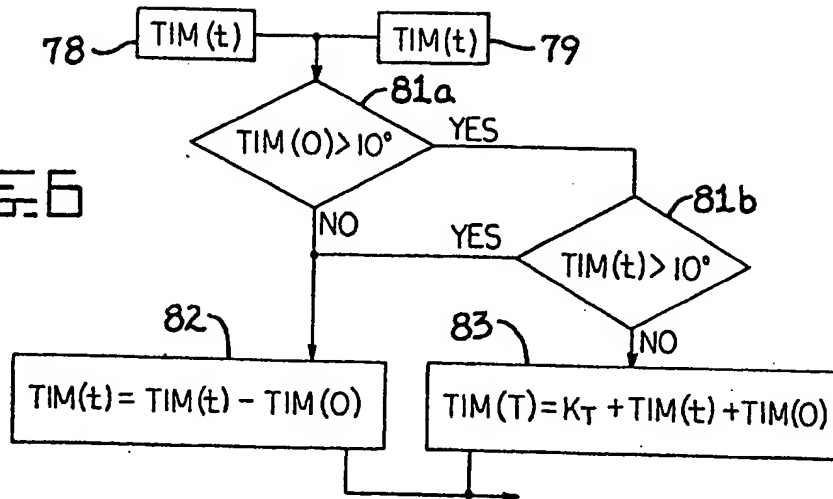 78 TIM(t) TIM(t) 79
81a
TIM(0)>10° YES
81b
NO YES TIM(t)>10°
82 83 NO
TIM(t) = TIM(t) - TIM(0)
TIM(T)=KT+TIM(t)+TIM(0)